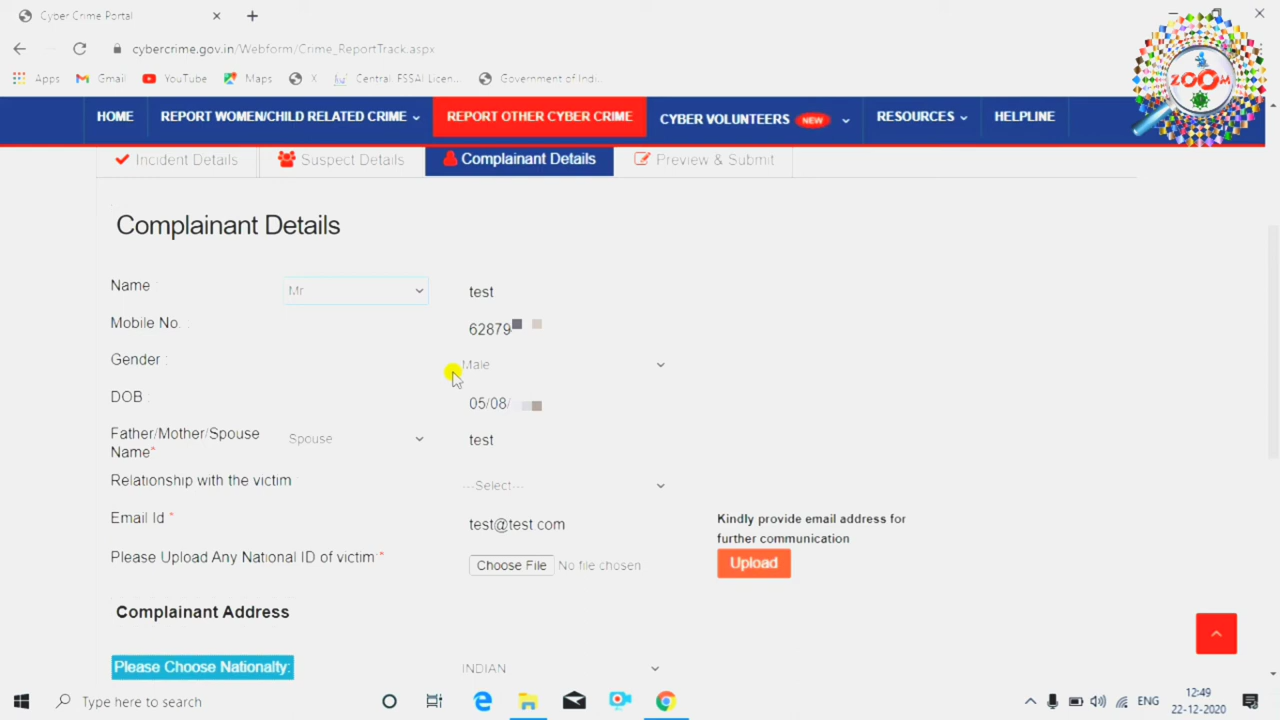 Cyber Crime Portal
cybercrime.gov.in/Webform/Crime_ReportTrack.aspx
Apps Gmail YouTube Maps X Central: FSSAI Licen... Government of Indi...
ZOOM
HOME REPORT WOMEN/CHILD RELATED CRIME REPORT OTHER CYBER CRIME CYBER VOLUNTEERS NEW RESOURCES HELPLINE
Incident Details Suspect Details Complainant Details Preview & Submit
Complainant Details
Name : Mr test
Mobile No. : 62879
Gender : Male
DOB : 05/08/
Father/Mother/Spouse Name* Spouse test
Relationship with the victim ---Select---
Email Id * test@test.com Kindly provide email address for
further communication
Please Upload Any National ID of victim:* Choose File No file chosen Upload
Complainant Address
Please Choose Nationalty: INDIAN
Type here to search ENG 12:49
22-12-2020